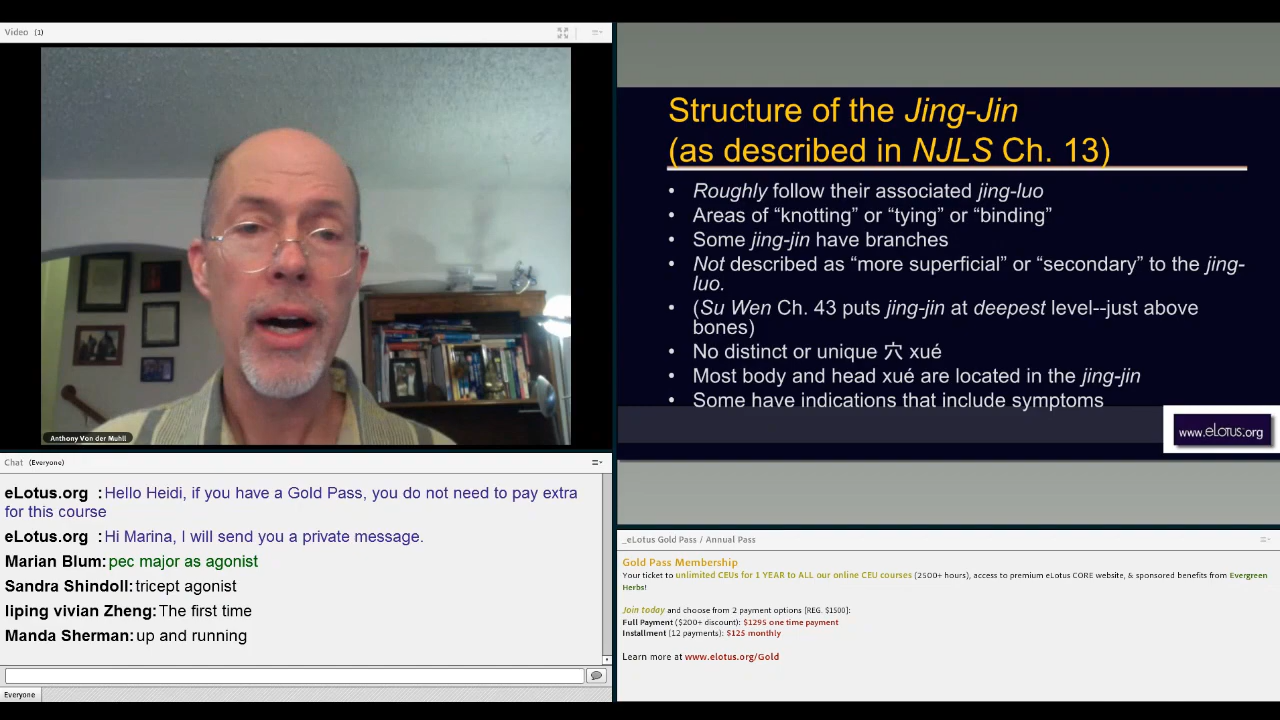 Video (1)
Anthony Von der Muhll
Chat (Everyone)
eLotus.org : Hello Heidi, if you have a Gold Pass, you do not need to pay extra
for this course
eLotus.org : Hi Marina, I will send you a private message.
Marian Blum: pec major as agonist
Sandra Shindoll: tricept agonist
liping vivian Zheng: The first time
Manda Sherman: up and running
Everyone
Structure of the Jing-Jin
(as described in NJLS Ch. 13)
• Roughly follow their associated jing-luo
• Areas of “knotting” or “tying” or “binding”
• Some jing-jin have branches
• Not described as “more superficial” or “secondary” to the jing-
luo.
• (Su Wen Ch. 43 puts jing-jin at deepest level--just above
bones)
• No distinct or unique 穴 xué
• Most body and head xué are located in the jing-jin
• Some have indications that include symptoms
www.eLotus.org
_eLotus Gold Pass / Annual Pass
Gold Pass Membership
Your ticket to unlimited CEUs for 1 YEAR to ALL our online CEU courses (2500+ hours), access to premium eLotus CORE website, & sponsored benefits from Evergreen
Herbs!
Join today and choose from 2 payment options [REG. $1500]:
Full Payment ($200+ discount): $1295 one time payment
Installment (12 payments): $125 monthly
Learn more at www.elotus.org/Gold